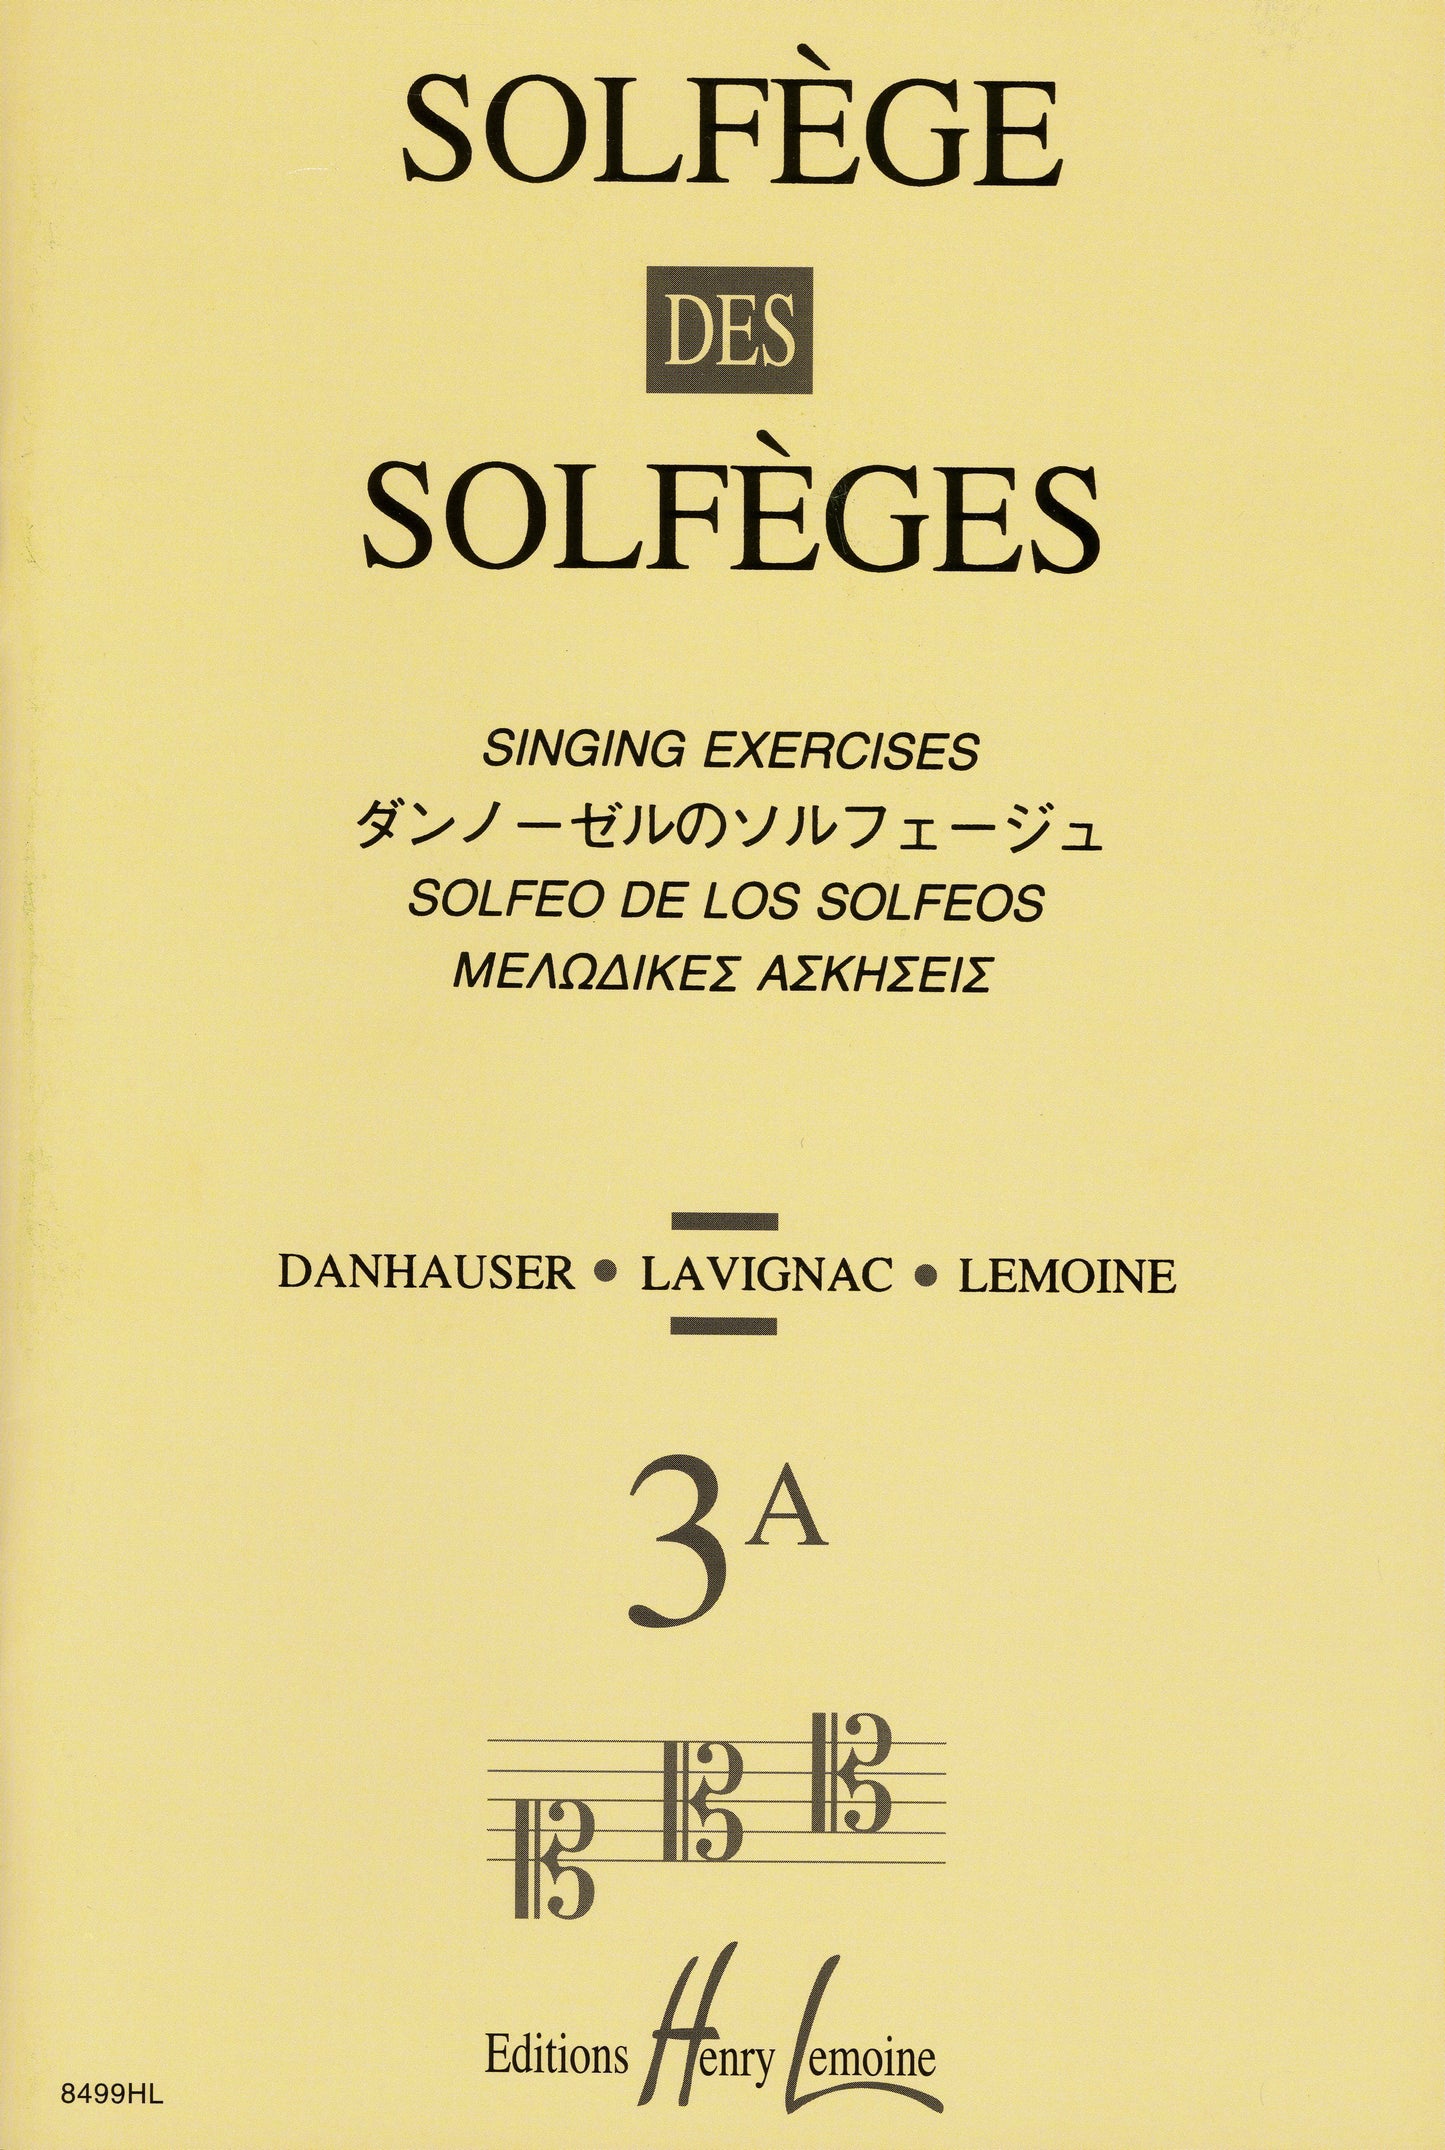 SOLFÈGE
DES
SOLFÈGES
SINGING EXERCISES
ダンノーゼルのソルフェージュ
SOLFEO DE LOS SOLFEOS
ΜΕΛΩΔΙΚΕΣ ΑΣΚΗΣΕΙΣ
DANHAUSER • LAVIGNAC • LEMOINE
3A
Editions Henry Lemoine
8499HL